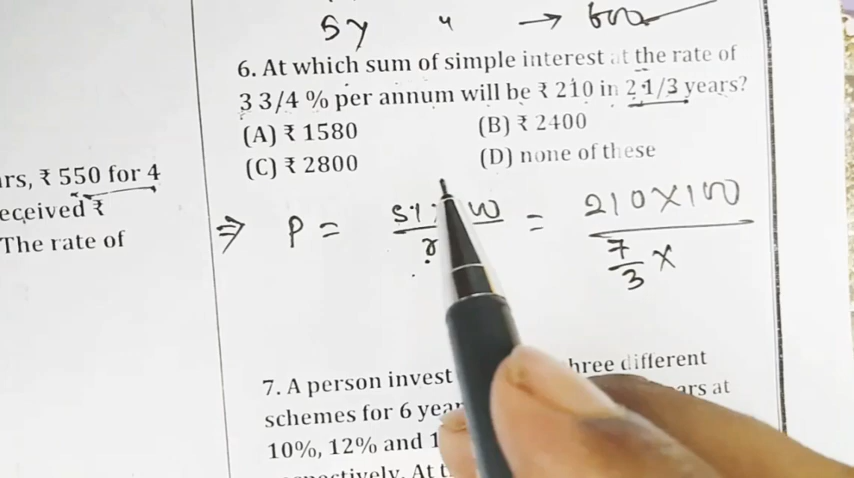 5y 4 →
6. At which sum of simple interest at the rate of
3 3/4 % per annum will be ₹ 210 in 2 1/3 years?
(A) ₹ 1580 (B) ₹ 2400
(C) ₹ 2800 (D) none of these
rs, ₹ 550 for 4
eceived ₹
The rate of
⇒ P = = 210×100
7/3 ×
7. A person invest hree different
schemes for 6 year ars at
10%, 12% and 1